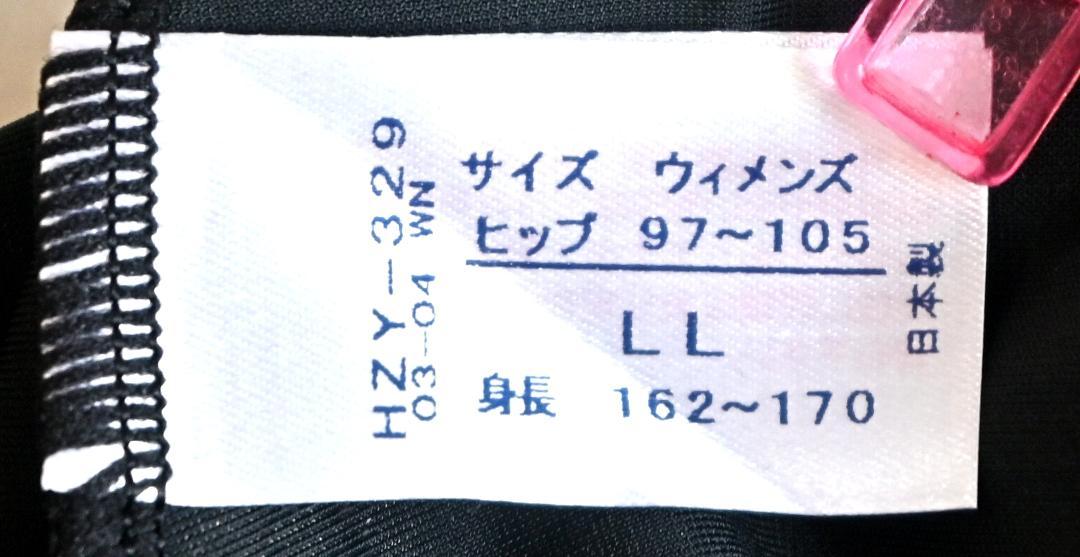 サイズ ウィメンズ
ヒップ 97~105
LL
身長 162~170
HZY-329
03-04 WN
日本製